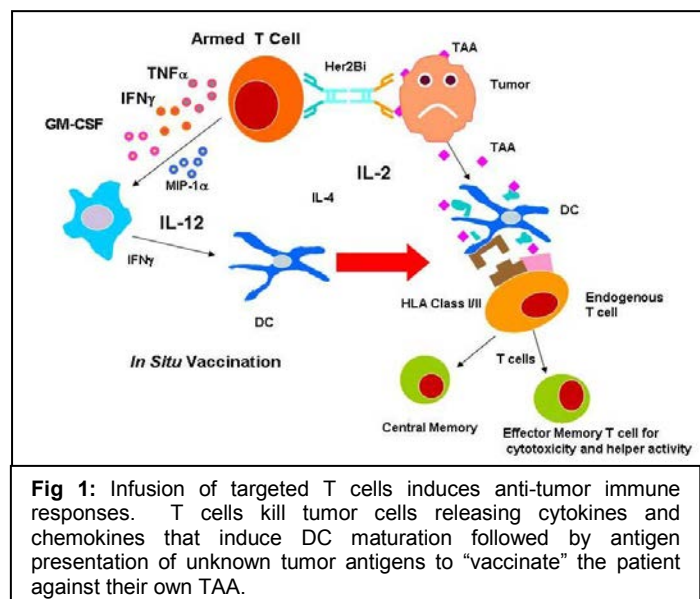 Armed T Cell
TAA
Her2Bi
TNFα
Tumor
IFNγ
GM-CSF
TAA
MIP-1α
IL-2
IL-4
DC
IL-12
IFNγ
DC
HLA Class I/II
Endogenous
T cell
In Situ Vaccination
T cells
Central Memory
Effector Memory T cell for
cytotoxicity and helper activity
Fig 1: Infusion of targeted T cells induces anti-tumor immune
responses. T cells kill tumor cells releasing cytokines and
chemokines that induce DC maturation followed by antigen
presentation of unknown tumor antigens to “vaccinate” the patient
against their own TAA.